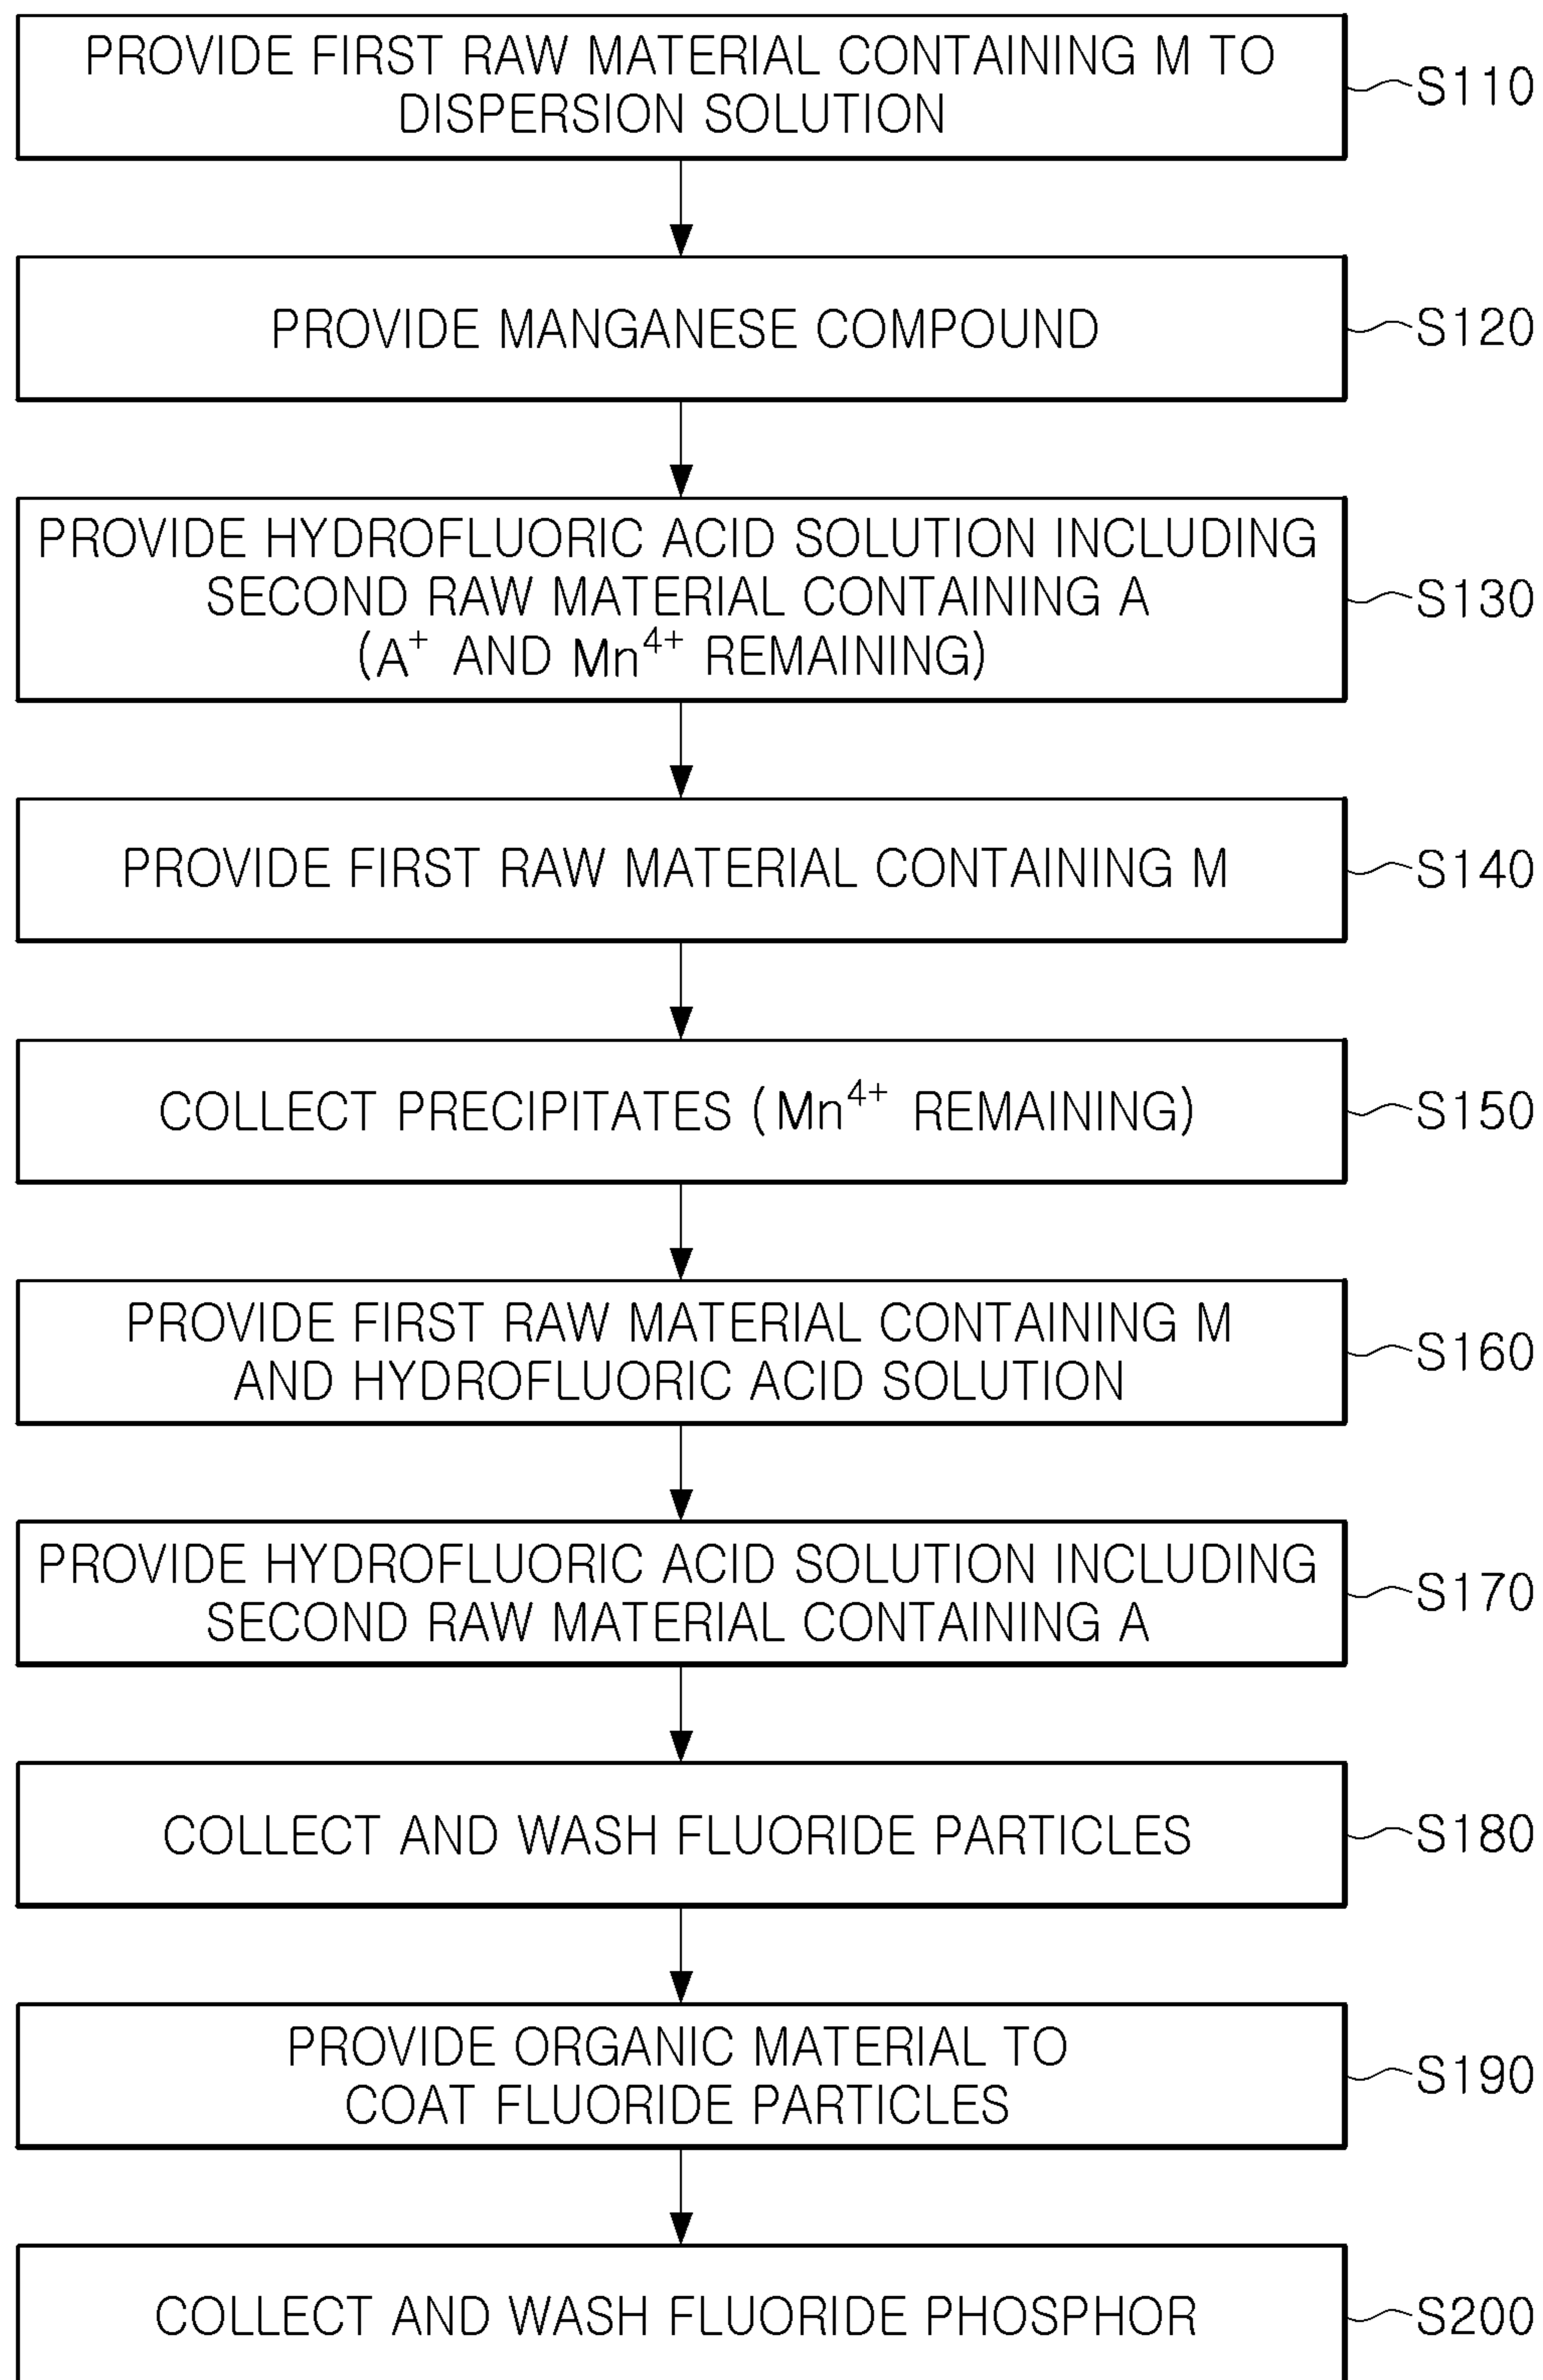 PROVIDE FIRST RAW MATERIAL CONTAINING M TO
DISPERSION SOLUTION
S110
PROVIDE MANGANESE COMPOUND
S120
PROVIDE HYDROFLUORIC ACID SOLUTION INCLUDING
SECOND RAW MATERIAL CONTAINING A
(A⁺ AND Mn⁴⁺ REMAINING)
S130
PROVIDE FIRST RAW MATERIAL CONTAINING M
S140
COLLECT PRECIPITATES (Mn⁴⁺ REMAINING)
S150
PROVIDE FIRST RAW MATERIAL CONTAINING M
AND HYDROFLUORIC ACID SOLUTION
S160
PROVIDE HYDROFLUORIC ACID SOLUTION INCLUDING
SECOND RAW MATERIAL CONTAINING A
S170
COLLECT AND WASH FLUORIDE PARTICLES
S180
PROVIDE ORGANIC MATERIAL TO
COAT FLUORIDE PARTICLES
S190
COLLECT AND WASH FLUORIDE PHOSPHOR
S200